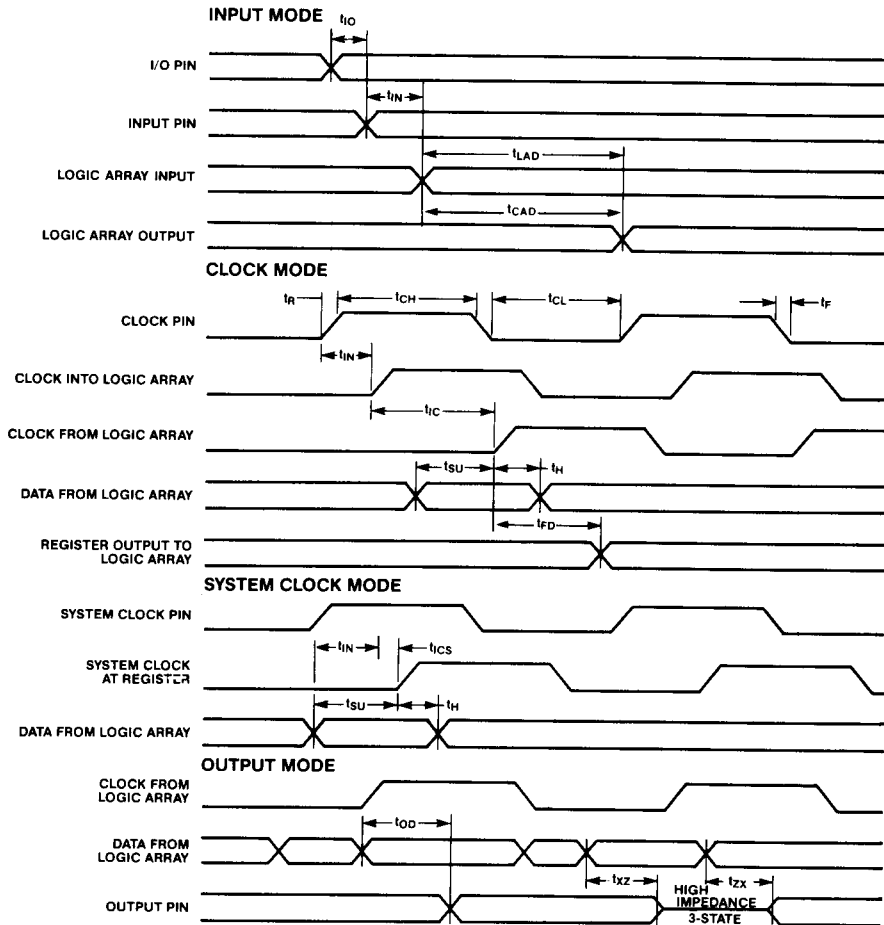 INPUT MODE
tIO
I/O PIN
tIN
INPUT PIN
tLAD
LOGIC ARRAY INPUT
tCAD
LOGIC ARRAY OUTPUT
CLOCK MODE
tR
tCH
tCL
tF
CLOCK PIN
tIN
CLOCK INTO LOGIC ARRAY
tIC
CLOCK FROM LOGIC ARRAY
tSU
tH
DATA FROM LOGIC ARRAY
tFD
REGISTER OUTPUT TO
LOGIC ARRAY
SYSTEM CLOCK MODE
SYSTEM CLOCK PIN
tIN
tICS
SYSTEM CLOCK
AT REGISTER
tSU
tH
DATA FROM LOGIC ARRAY
OUTPUT MODE
CLOCK FROM
LOGIC ARRAY
tOD
DATA FROM
LOGIC ARRAY
tXZ
tZX
HIGH
IMPEDANCE
3-STATE
OUTPUT PIN